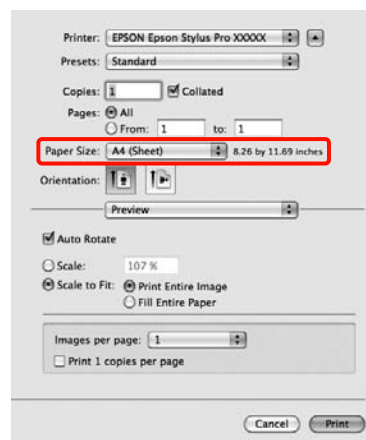 Printer: EPSON Epson Stylus Pro XXXXX
Presets: Standard
Copies: 1 Collated
Pages: All
From: 1 to: 1
Paper Size: A4 (Sheet) 8.26 by 11.69 inches
Orientation:
Preview
Auto Rotate
Scale: 107 %
Scale to Fit: Print Entire Image
Fill Entire Paper
Images per page: 1
Print 1 copies per page
Cancel Print